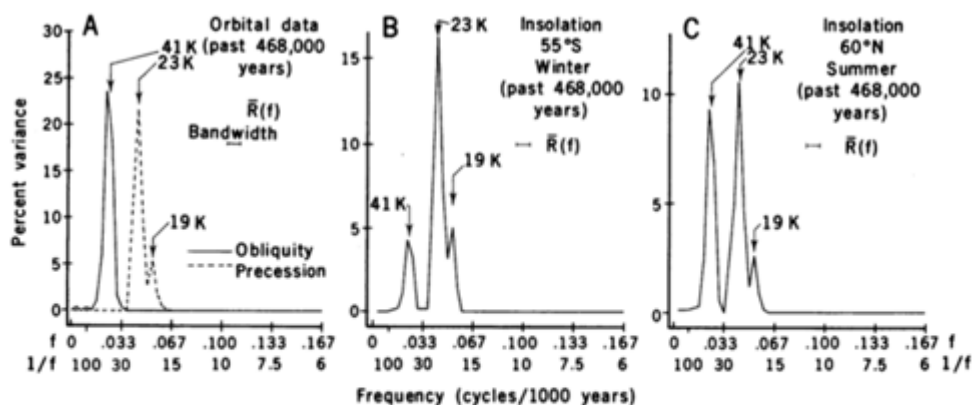 A
Orbital data
(past 468,000
years)
41 K
23 K
R̄(f)
Bandwidth
19 K
Obliquity
Precession
Percent variance
30
25
20
15
10
5
0
0 .033 .067 .100 .133 .167
100 30 15 10 7.5 6
f
1/f
B
Insolation
55°S
Winter
(past 468,000
years)
23 K
R̄(f)
19 K
41 K
15
10
5
0
0 .033 .067 .100 .133 .167
100 30 15 10 7.5 6
C
Insolation
60°N
Summer
(past 468,000
years)
41 K
23 K
R̄(f)
19 K
10
5
0
0 .033 .067 .100 .133 .167 f
100 30 15 10 7.5 6 1/f
Frequency (cycles/1000 years)